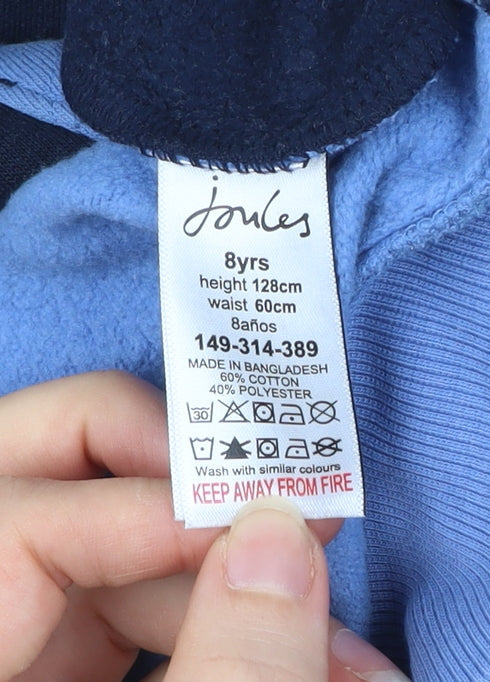 joules
8yrs
height 128cm
waist 60cm
8años
149-314-389
MADE IN BANGLADESH
60% COTTON
40% POLYESTER
30
Wash with similar colours
KEEP AWAY FROM FIRE